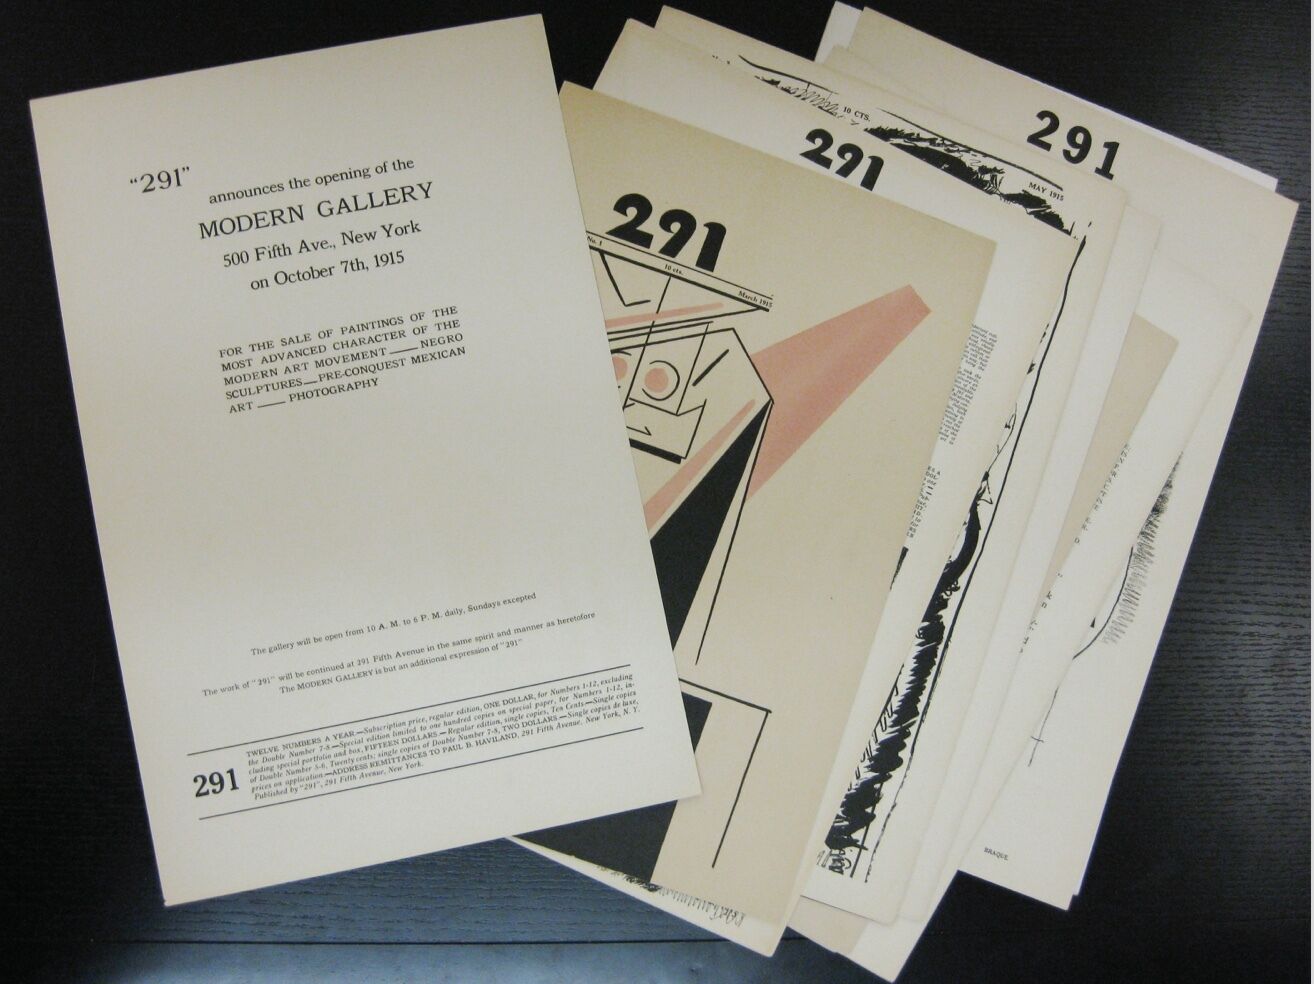 "291"
announces the opening of the
MODERN GALLERY
500 Fifth Ave., New York
on October 7th, 1915
FOR THE SALE OF PAINTINGS OF THE
MOST ADVANCED CHARACTER OF THE
MODERN ART MOVEMENT — NEGRO
SCULPTURES — PRE-CONQUEST MEXICAN
ART — PHOTOGRAPHY
The gallery will be open from 10 A. M. to 6 P. M. daily, Sundays excepted
The work of "291" will be continued at 291 Fifth Avenue in the same spirit and manner as heretofore
The MODERN GALLERY is but an additional expression of "291"
291
TWELVE NUMBERS A YEAR—Subscription price, regular edition, ONE DOLLAR, for Numbers 1-12, excluding
the Double Number 7-8—Special edition limited to one hundred copies on special paper, for Numbers 1-12, in-
cluding special portfolio and box, FIFTEEN DOLLARS—Regular edition, single copies, Ten Cents—Single copies
of Double Number 5-6, Twenty cents; single copies of Double Number 7-8, TWO DOLLARS—Single copies de luxe,
prices on application—ADDRESS REMITTANCES TO PAUL B. HAVILAND, 291 Fifth Avenue, New York, N. Y.
Published by "291", 291 Fifth Avenue, New York.
291
No. 1
10 cts.
March 1915
10 CTS.
291
MAY 1915
291
BRAQUE